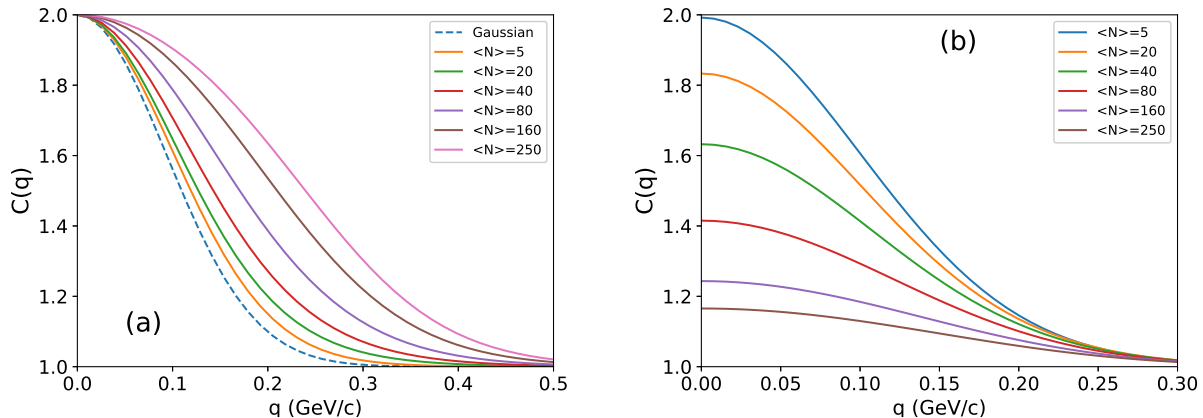 2.0
1.8
1.6
1.4
1.2
1.0
C(q)
0.0 0.1 0.2 0.3 0.4 0.5
q (GeV/c)
(a)
Gaussian
<N>=5
<N>=20
<N>=40
<N>=80
<N>=160
<N>=250
2.0
1.8
1.6
1.4
1.2
1.0
C(q)
0.00 0.05 0.10 0.15 0.20 0.25 0.30
q (GeV/c)
(b)
<N>=5
<N>=20
<N>=40
<N>=80
<N>=160
<N>=250